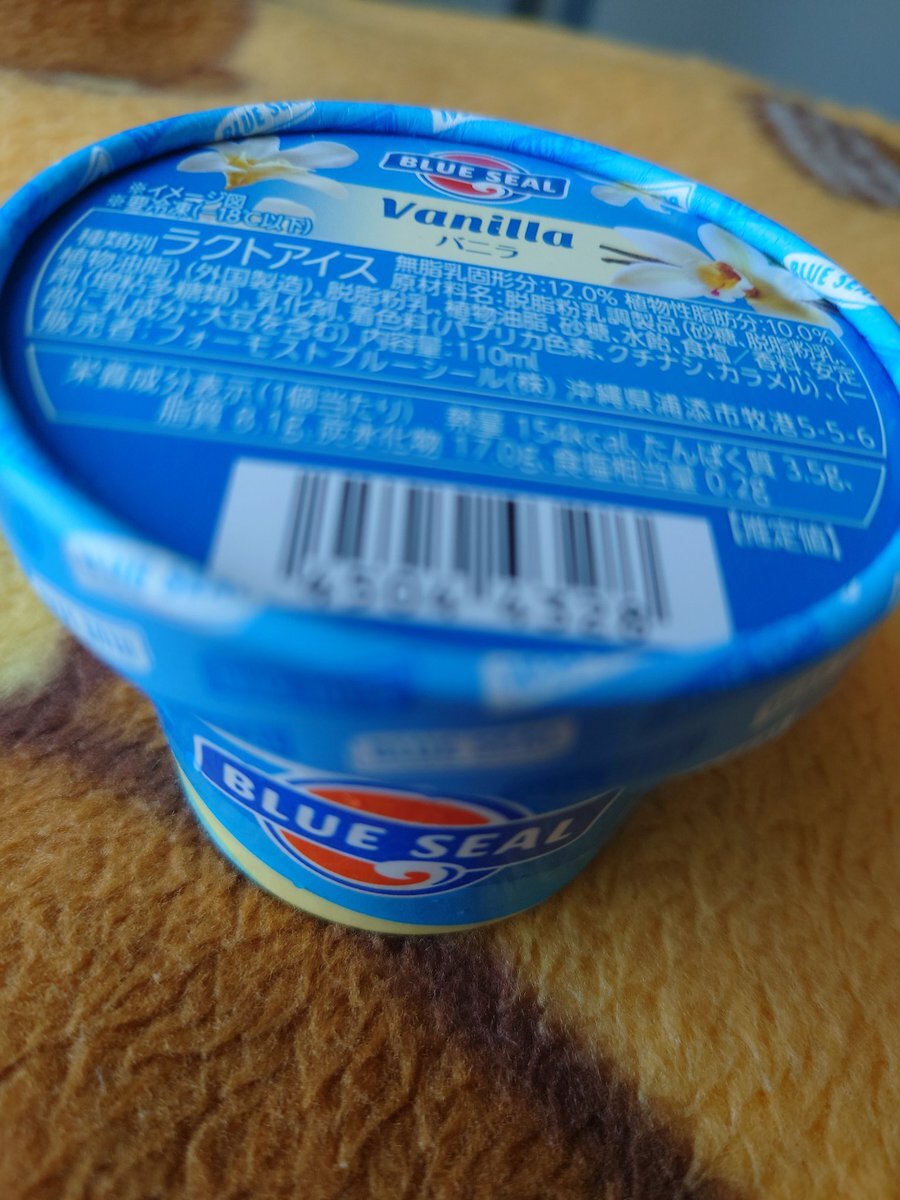 BLUE SEAL
BLUE SEAL
Vanilla
バニラ
BLUE SEA
※イメージ図
※要冷凍(−18℃以下)
種類別 ラクトアイス 無脂乳固形分:12.0% 植物性脂肪分:10.0%
原材料名:脱脂粉乳調製品(砂糖、脱脂粉乳、
植物油脂)(外国製造)、脱脂粉乳、植物油脂、砂糖、水飴、食塩/香料、安定
剤(増粘多糖類)、乳化剤、着色料(パプリカ色素、クチナシ、カラメル)、(一
部に乳成分・大豆を含む) 内容量:110ml
販売者:フォーモストブルーシール(株) 沖縄県浦添市牧港5-5-6
栄養成分表示(1個当たり) 熱量 154kcal、たんぱく質 3.5g、
脂質 8.1g、炭水化物 17.0g、食塩相当量 0.2g
【推定値】
4504 4328
BLUE SEAL